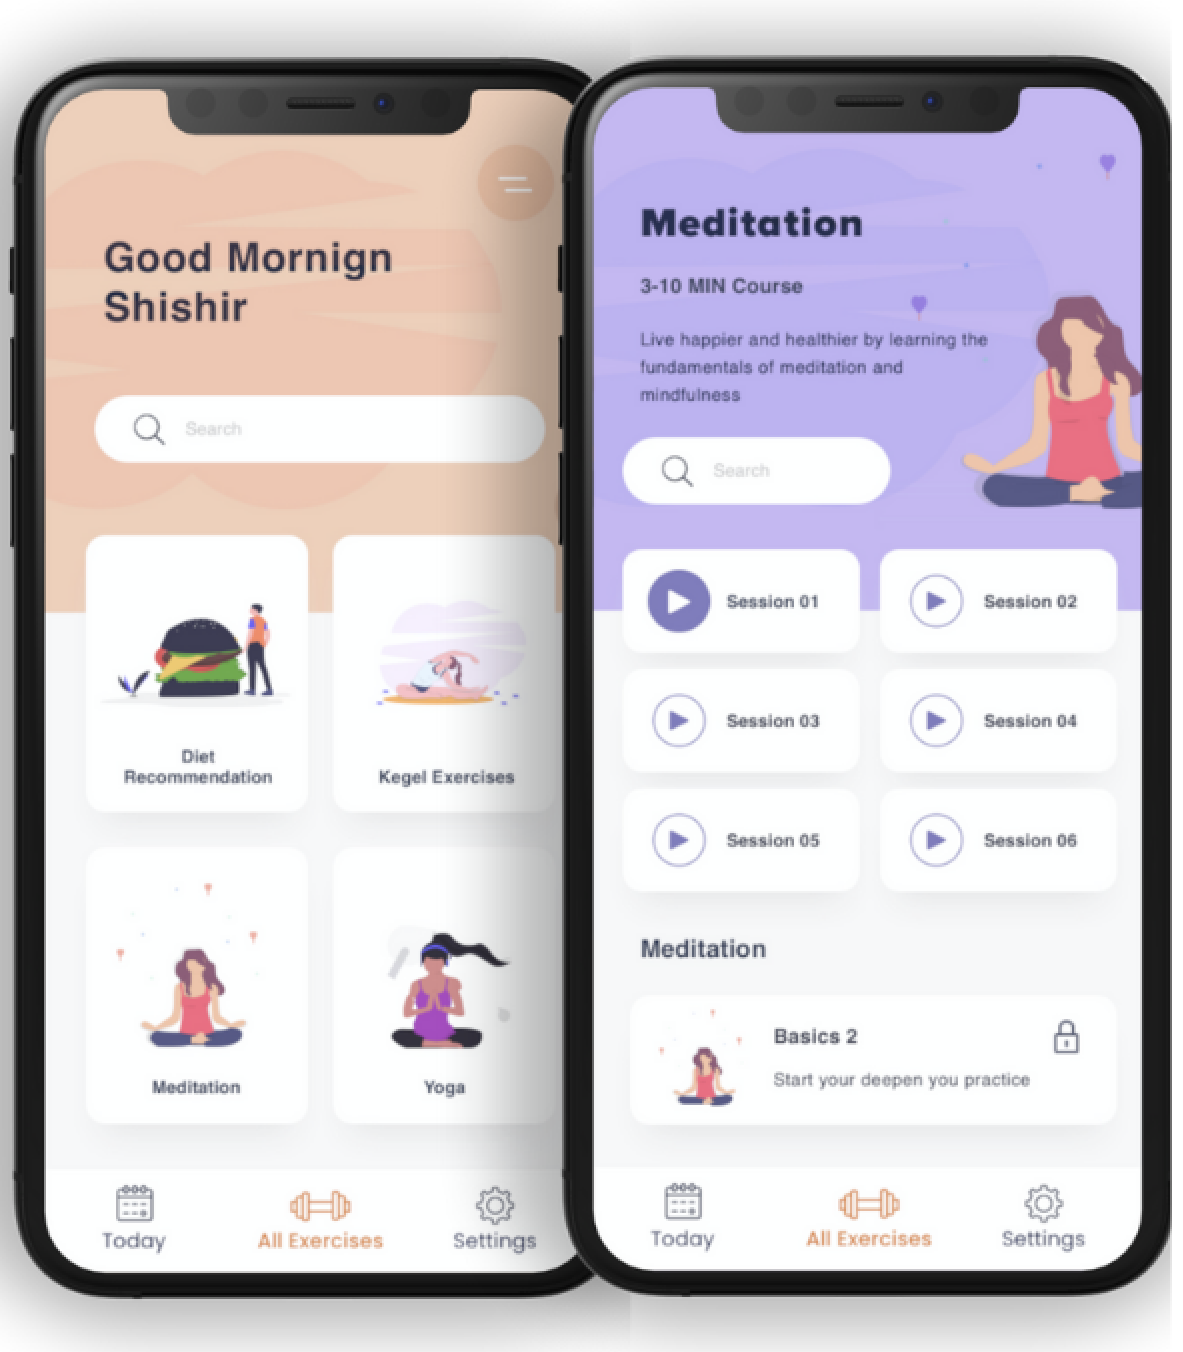 Good Mornign
Shishir
Search
Diet
Recommendation
Kegel Exercises
Meditation
Yoga
Today
All Exercises
Settings
Meditation
3-10 MIN Course
Live happier and healthier by learning the
fundamentals of meditation and
mindfulness
Search
Session 01
Session 02
Session 03
Session 04
Session 05
Session 06
Meditation
Basics 2
Start your deepen you practice
Today
All Exercises
Settings